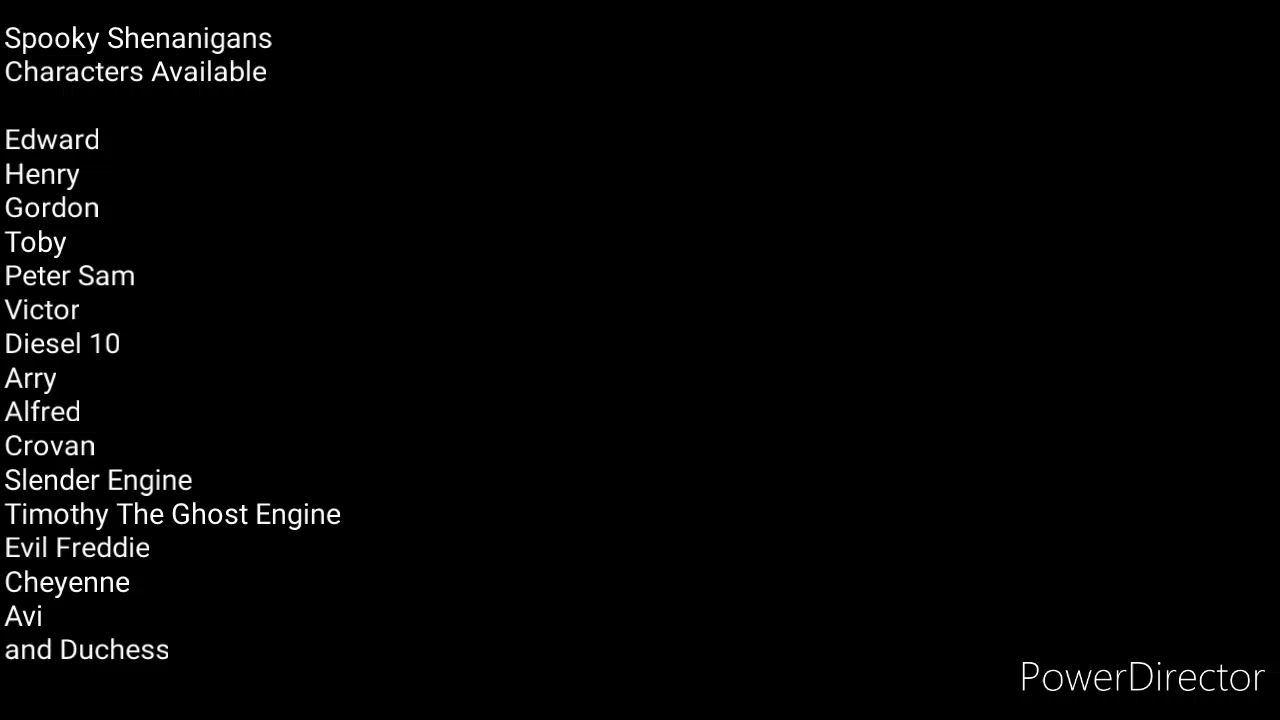 Spooky Shenanigans
Characters Available
Edward
Henry
Gordon
Toby
Peter Sam
Victor
Diesel 10
Arry
Alfred
Crovan
Slender Engine
Timothy The Ghost Engine
Evil Freddie
Cheyenne
Avi
and Duchess
PowerDirector